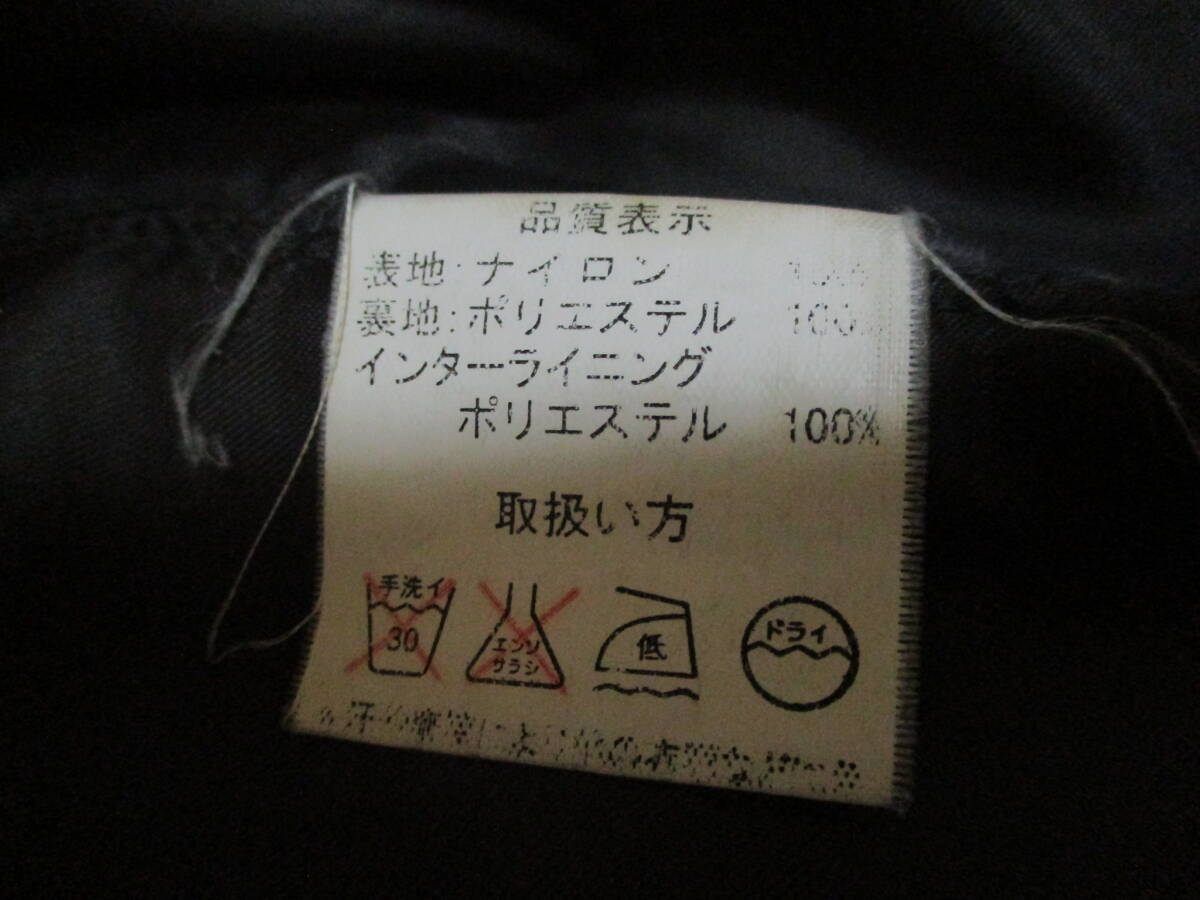 品質表示
表地:ナイロン
裏地:ポリエステル 100%
インターライニング
ポリエステル 100%
取扱い方
手洗イ 30
エンソ サラシ
低
ドライ